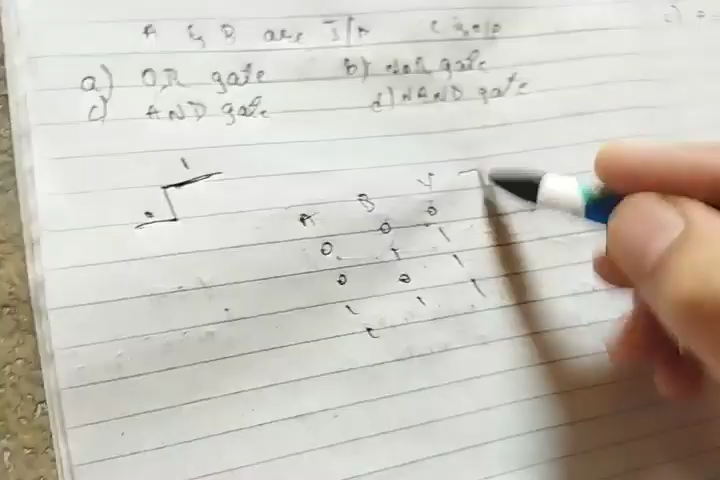 A & B are I/P
a) OR gate b) NOR gate
c) AND gate d) NAND gate
1
0
A B Y
0 0 0
0 1 1
1 0 1
1 1 1